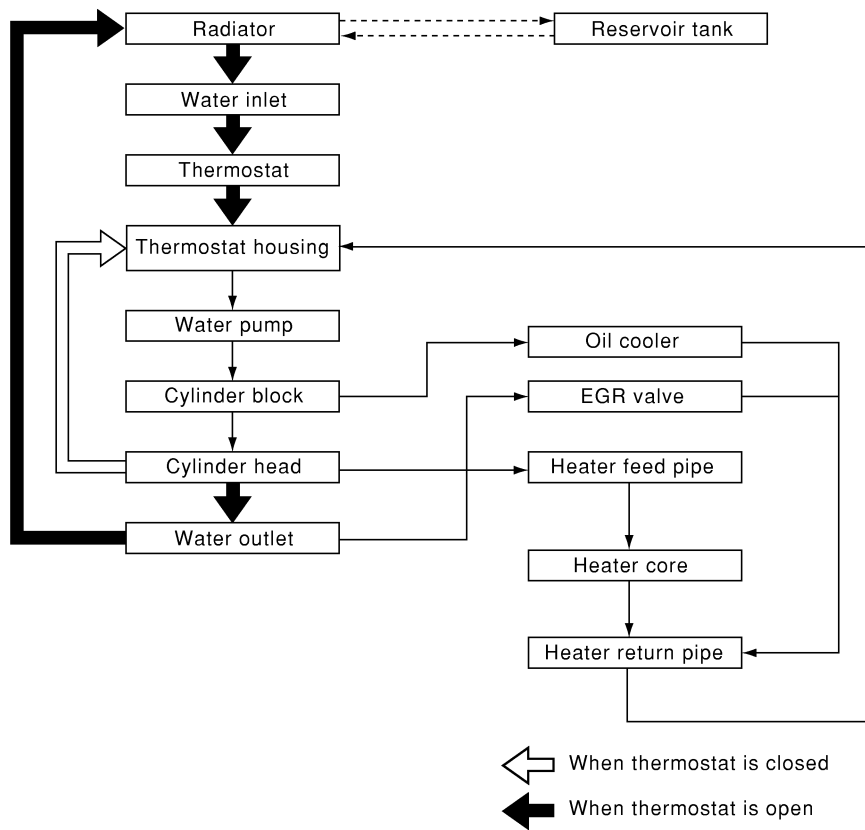 Radiator
Reservoir tank
Water inlet
Thermostat
Thermostat housing
Water pump
Oil cooler
Cylinder block
EGR valve
Cylinder head
Heater feed pipe
Water outlet
Heater core
Heater return pipe
When thermostat is closed
When thermostat is open